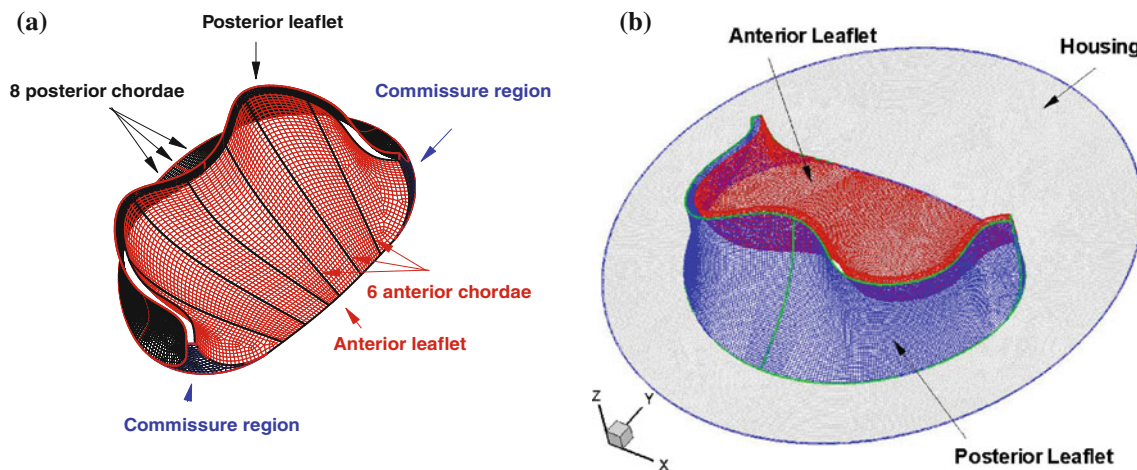 (a)
Posterior leaflet
8 posterior chordae
Commissure region
6 anterior chordae
Anterior leaflet
Commissure region
(b)
Anterior Leaflet
Housing
Z
Y
X
Posterior Leaflet